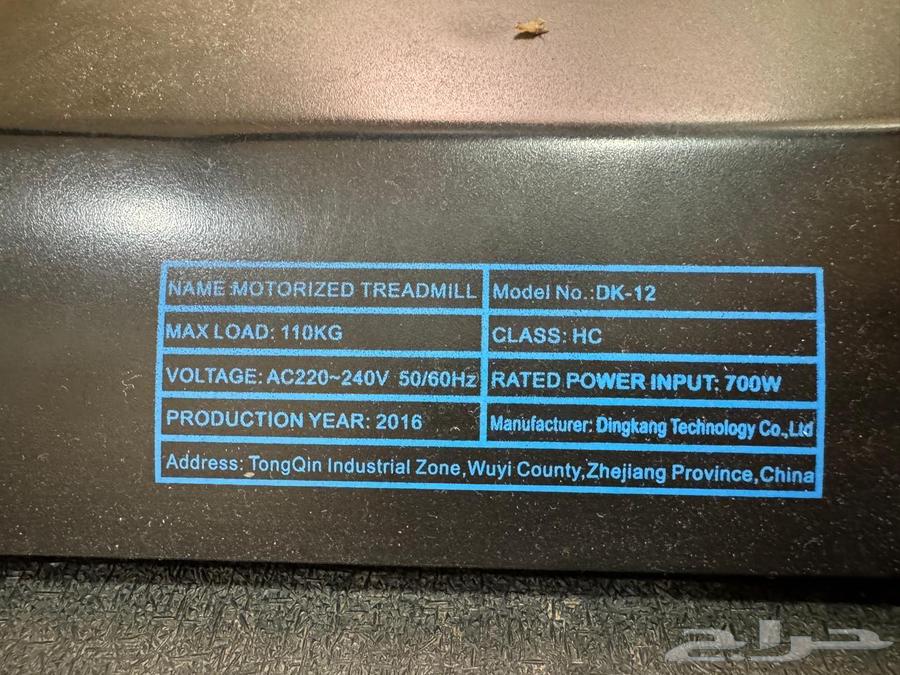 NAME:MOTORIZED TREADMILL Model No.:DK-12
MAX LOAD: 110KG CLASS: HC
VOLTAGE: AC220~240V 50/60Hz RATED POWER INPUT: 700W
PRODUCTION YEAR: 2016 Manufacturer: Dingkang Technology Co.,Ltd
Address: TongQin Industrial Zone,Wuyi County,Zhejiang Province,China
حراج